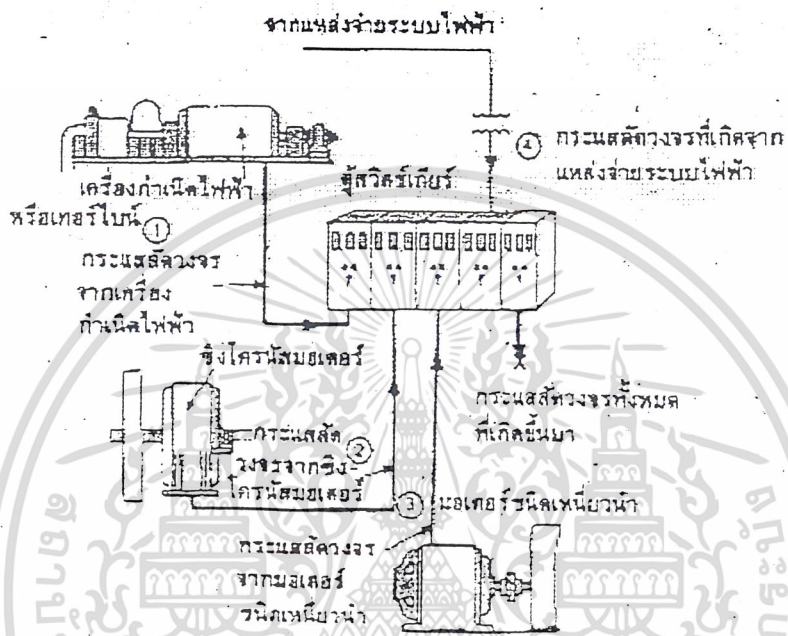 จากแหล่งจ่ายระบบไฟฟ้า
④ กระแสลัดวงจรที่เกิดจาก
แหล่งจ่ายระบบไฟฟ้า
เครื่องกำเนิดไฟฟ้า
หรือเทอร์ไบน์ ①
ตู้สวิตช์เกียร์
กระแสลัดวงจร
จากเครื่อง
กำเนิดไฟฟ้า
ซิงโครนัสมอเตอร์
กระแสลัด ②
วงจรจากซิง-
โครนัสมอเตอร์
กระแสลัดวงจรทั้งหมด
ที่เกิดขึ้นมา
③ มอเตอร์ชนิดเหนี่ยวนำ
กระแสลัดวงจร
จากมอเตอร์
ชนิดเหนี่ยวนำ